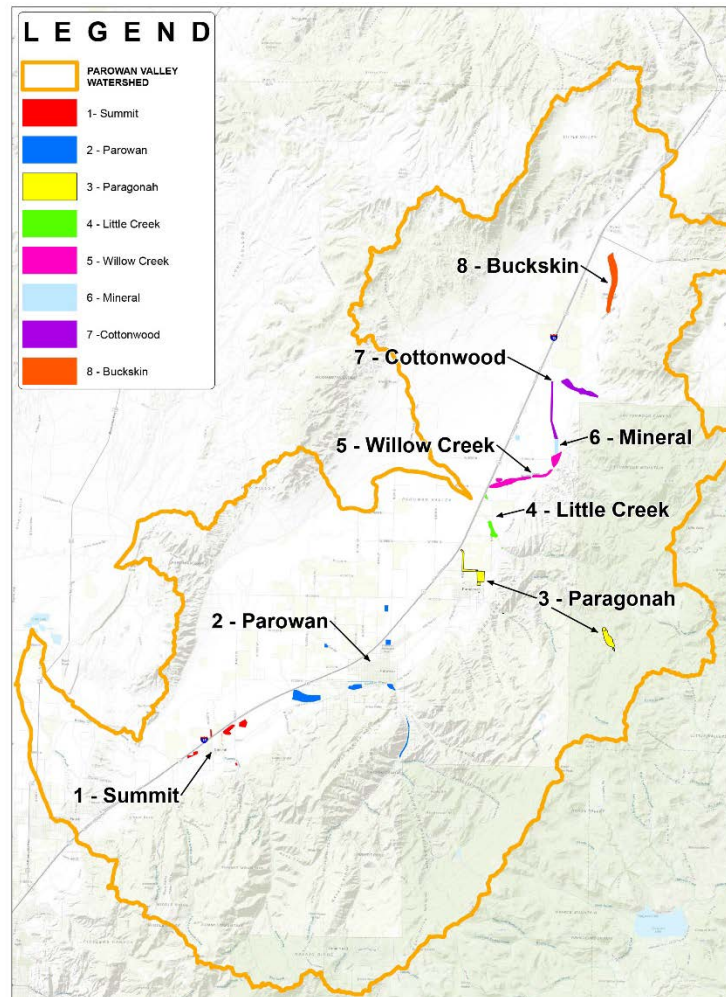 L E G E N D
PAROWAN VALLEY
WATERSHED
1- Summit
2 - Parowan
3 - Paragonah
4 - Little Creek
5 - Willow Creek
6 - Mineral
7 -Cottonwood
8 - Buckskin
8 - Buckskin
7 - Cottonwood
6 - Mineral
5 - Willow Creek
4 - Little Creek
3 - Paragonah
2 - Parowan
1 - Summit